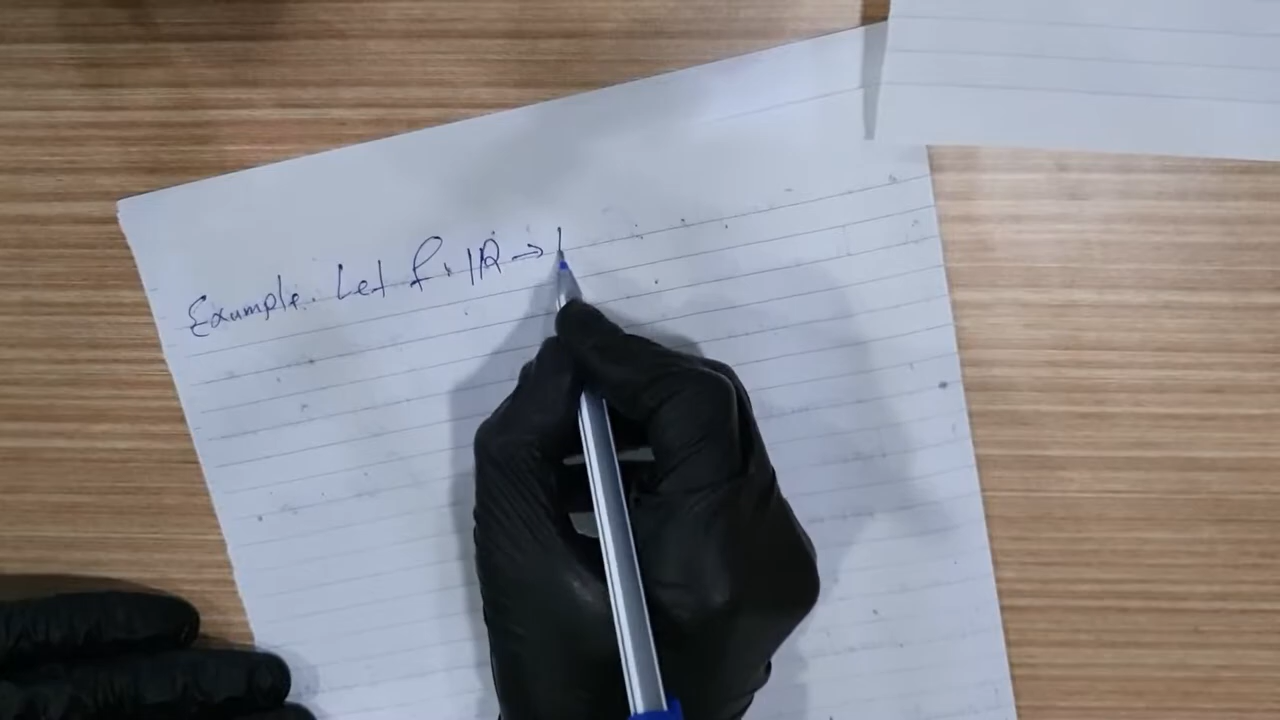 Example. Let f: ℝ → |